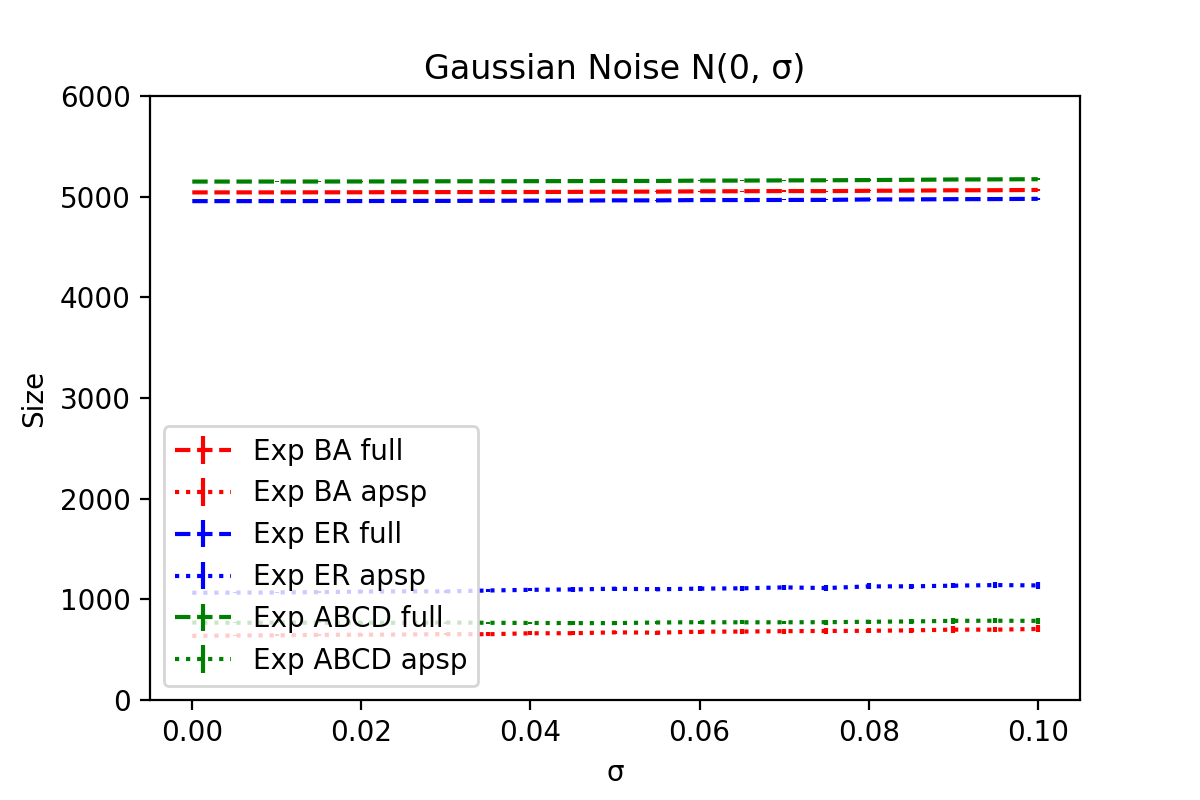 Gaussian Noise N(0, σ)
6000
5000
4000
3000
2000
1000
0
Size
Exp BA full
Exp BA apsp
Exp ER full
Exp ER apsp
Exp ABCD full
Exp ABCD apsp
0.00 0.02 0.04 0.06 0.08 0.10
σ